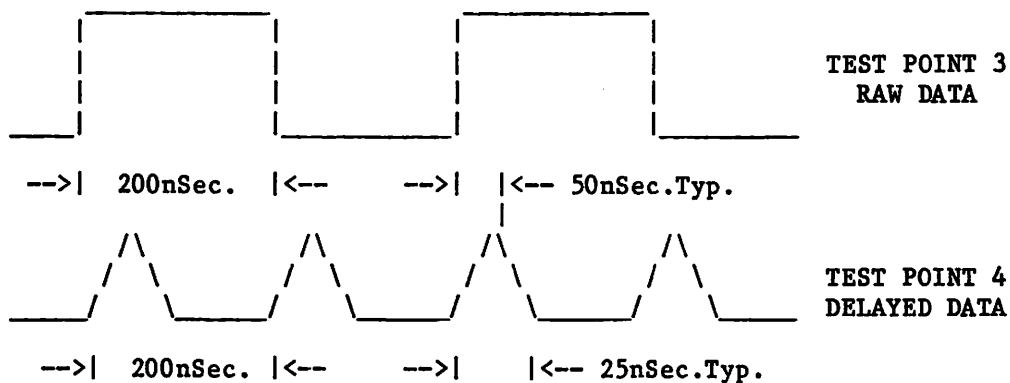 TEST POINT 3
RAW DATA
-->| 200nSec. |<-- -->| |<-- 50nSec.Typ.
TEST POINT 4
DELAYED DATA
-->| 200nSec. |<-- -->| |<-- 25nSec.Typ.